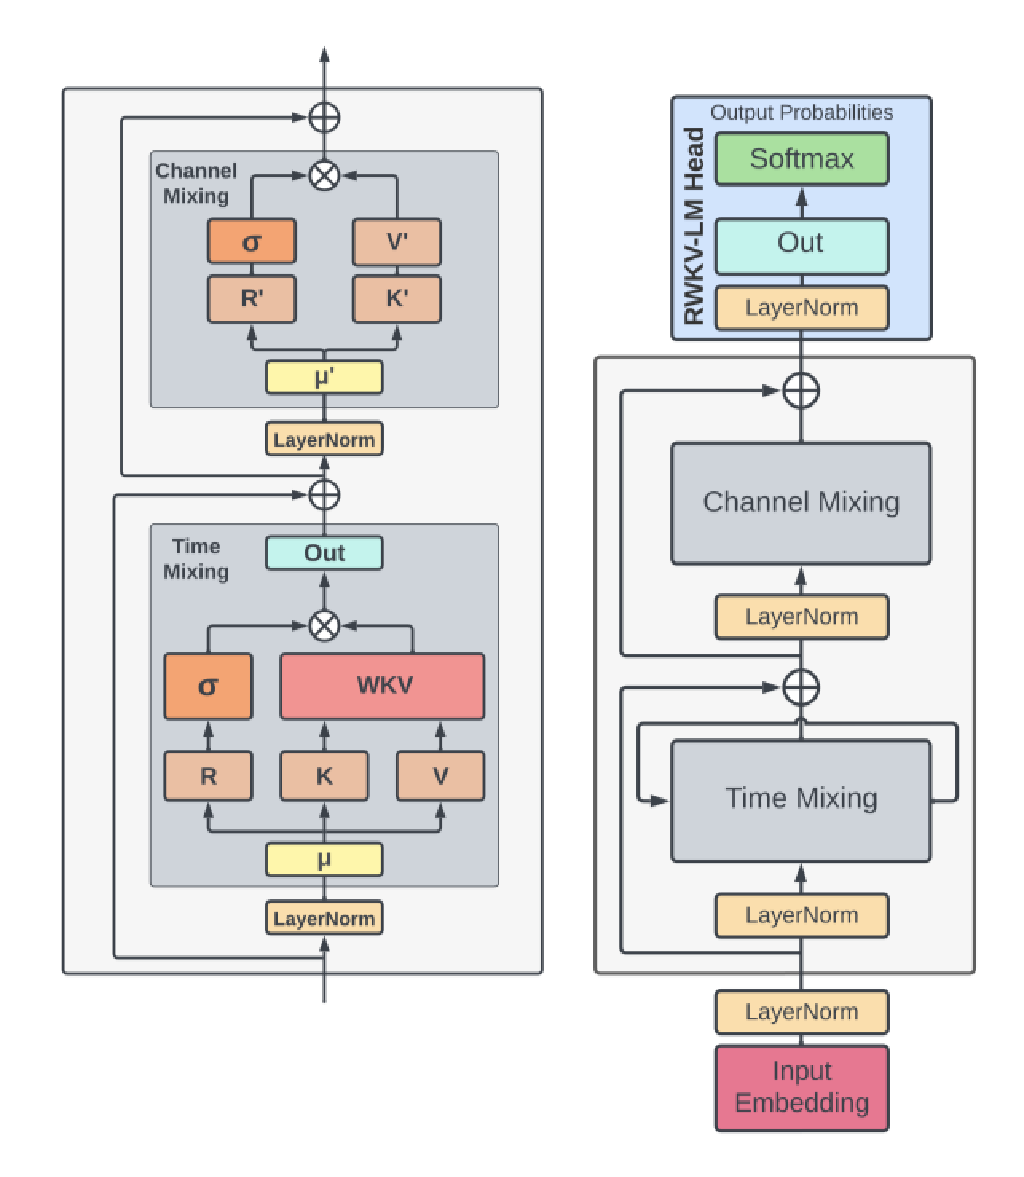 Channel
Mixing
σ
V'
R'
K'
μ'
LayerNorm
Time
Mixing
Out
σ
WKV
R
K
V
μ
LayerNorm
Output Probabilities
RWKV-LM Head
Softmax
Out
LayerNorm
Channel Mixing
LayerNorm
Time Mixing
LayerNorm
LayerNorm
Input
Embedding